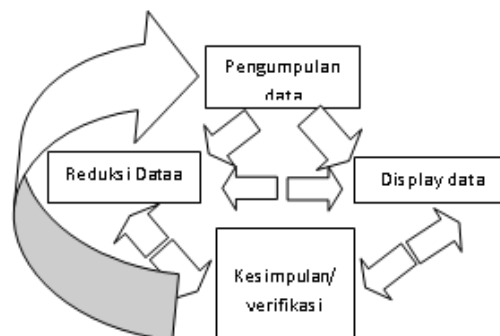 Pengumpulan
data
Reduksi Dataa
Display data
Kesimpulan/
verifikasi